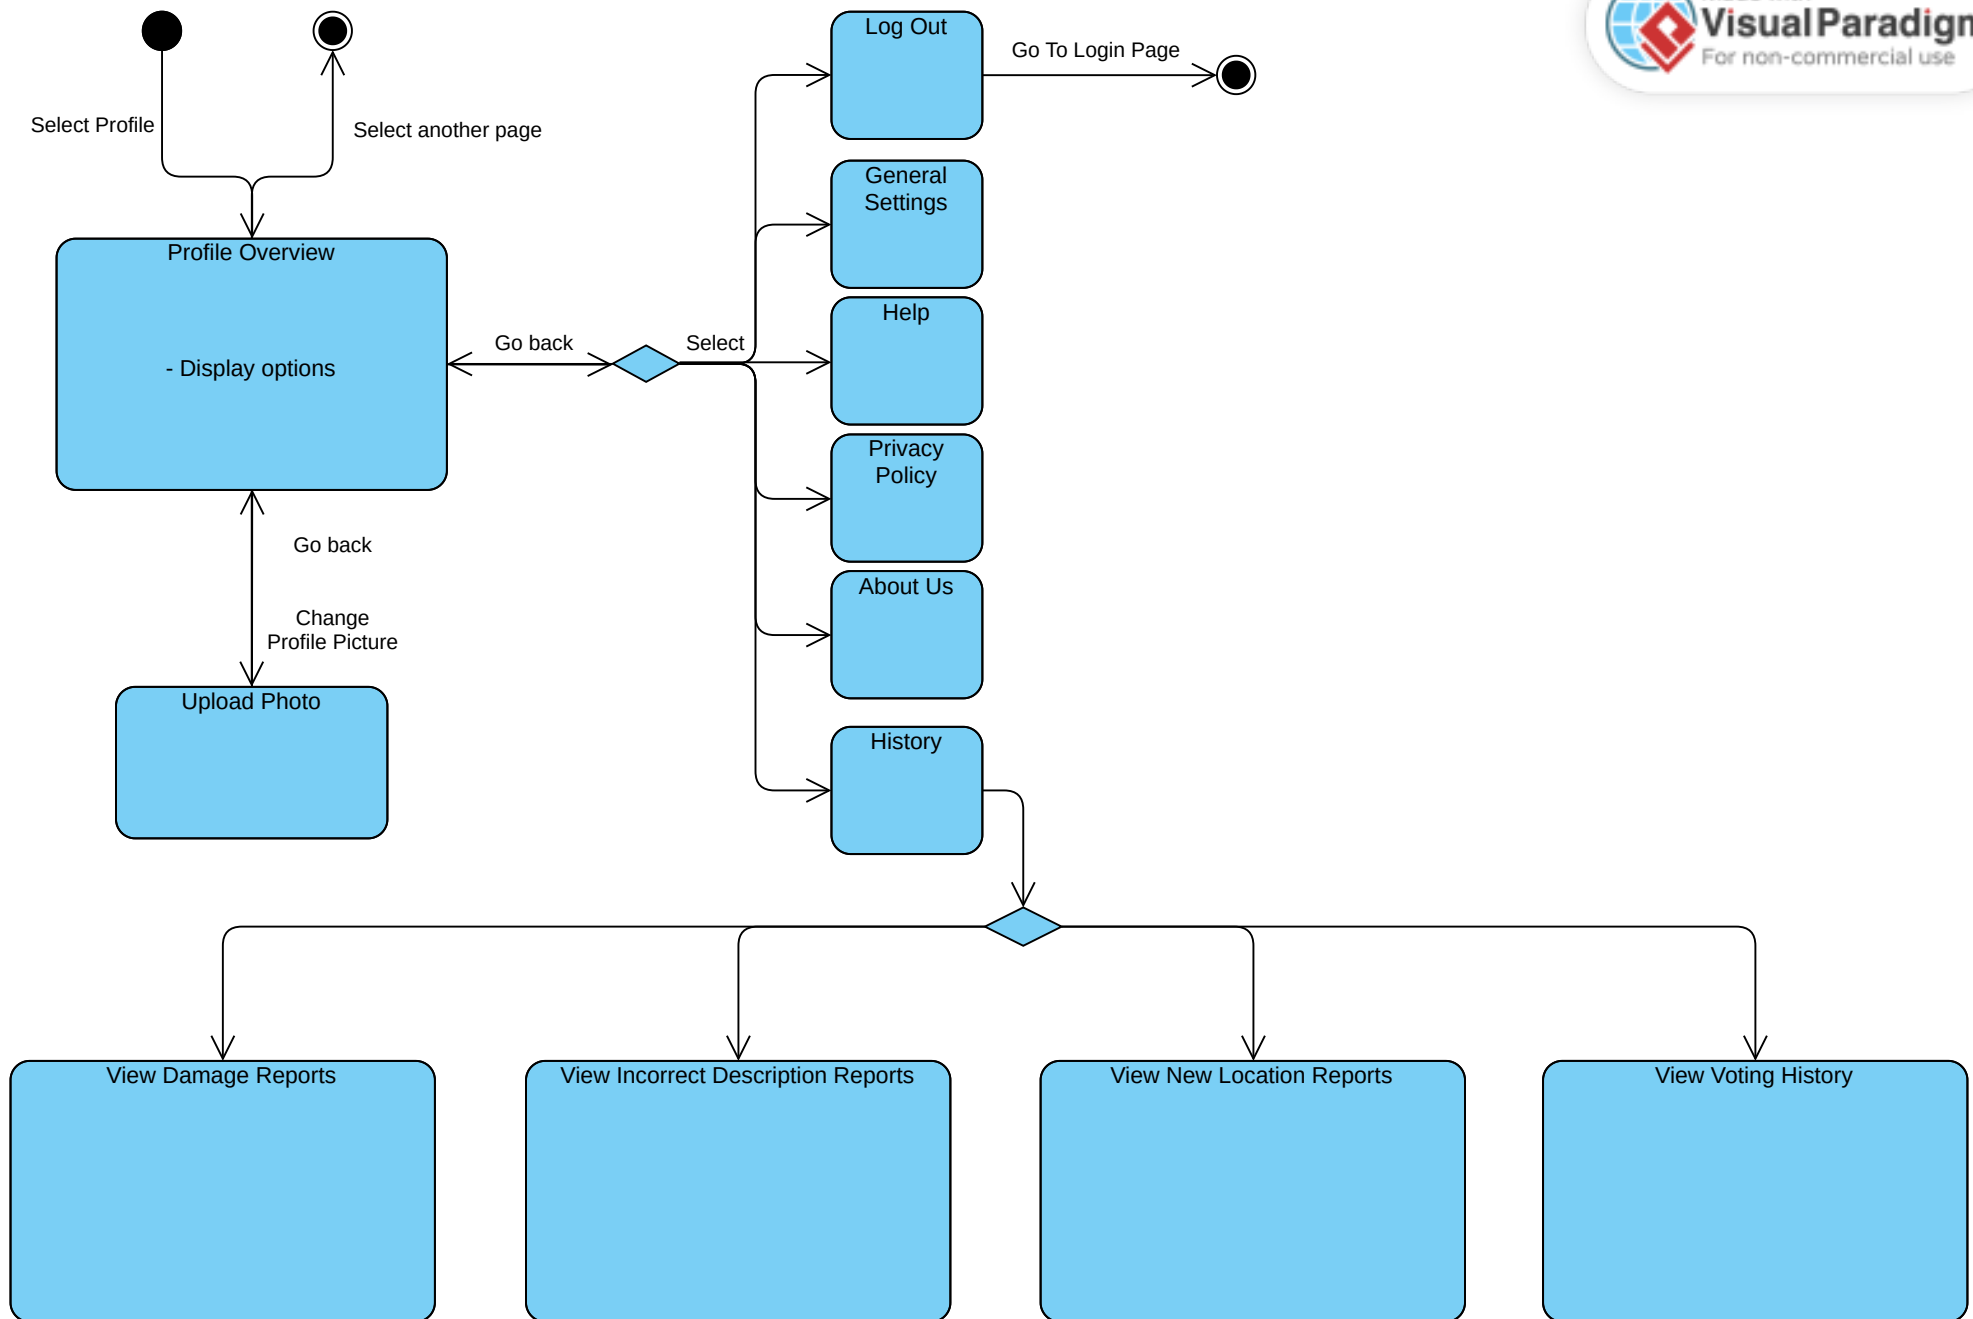 VisualParadigm
For non-commercial use
Log Out
Go To Login Page
Select Profile
Select another page
General
Settings
Profile Overview
- Display options
Go back
Select
Help
Privacy
Policy
Go back
Change
Profile Picture
About Us
Upload Photo
History
View Damage Reports
View Incorrect Description Reports
View New Location Reports
View Voting History